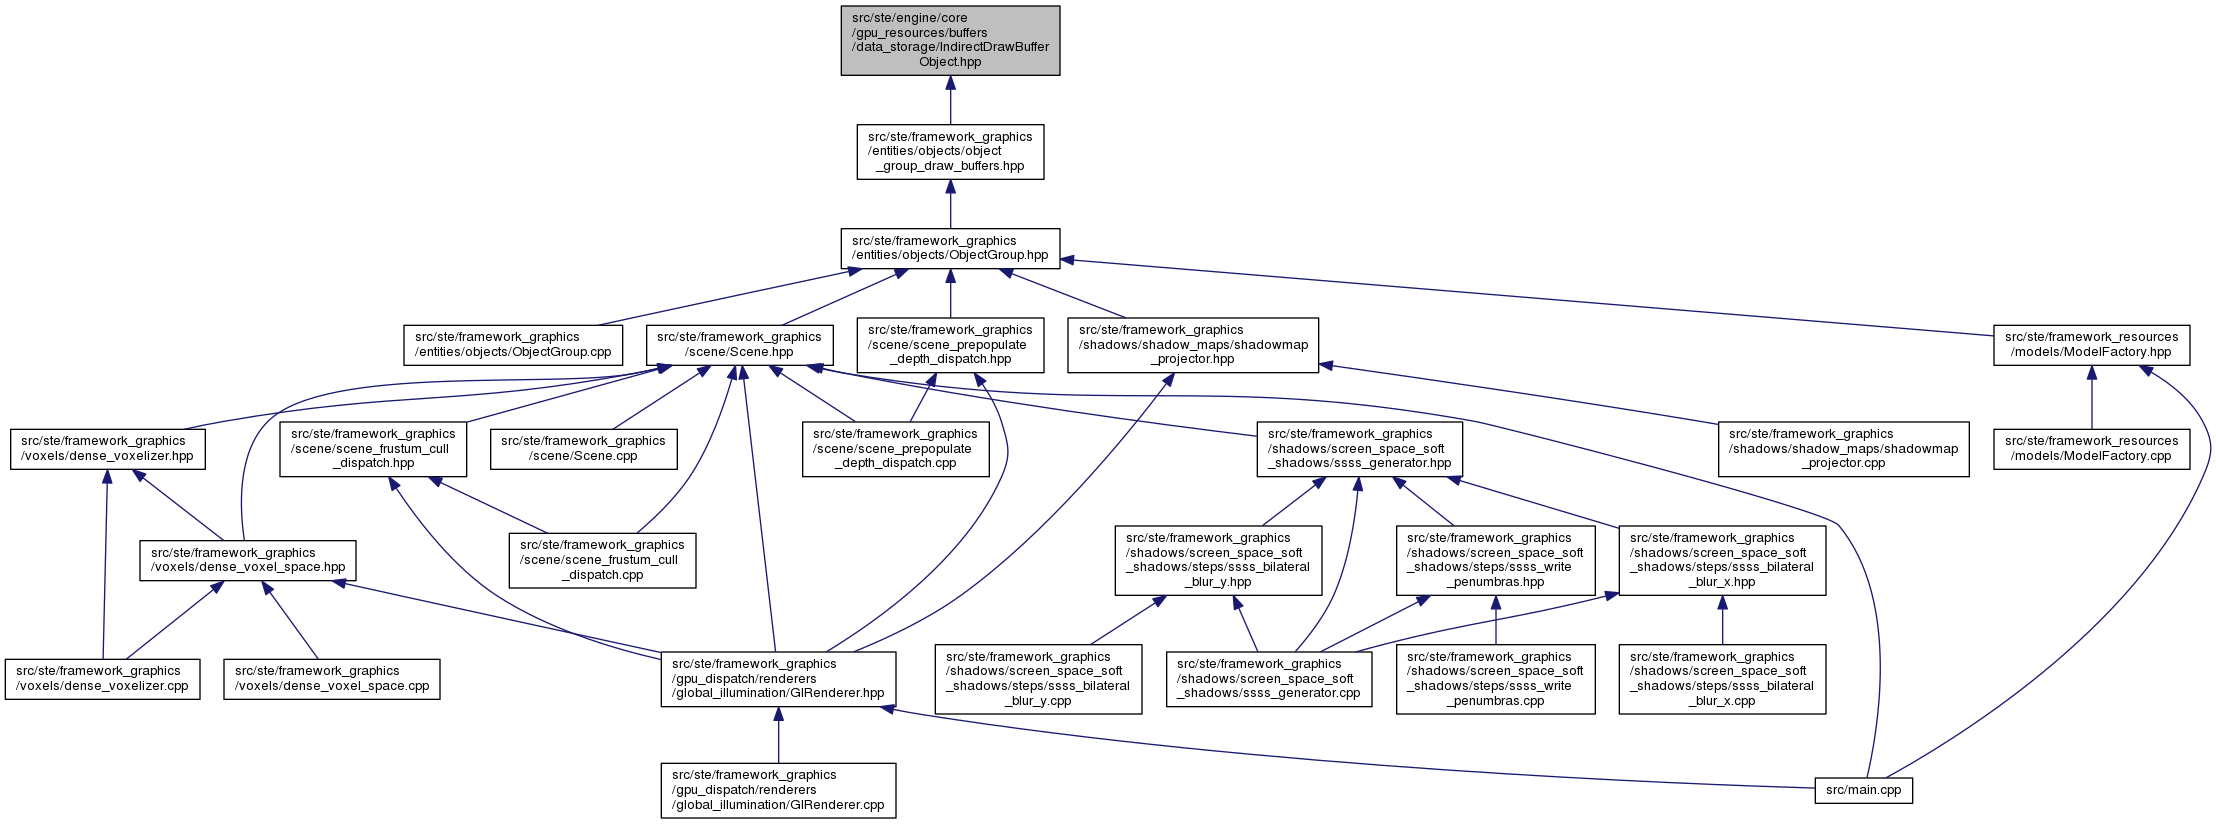 src/ste/engine/core
/gpu_resources/buffers
/data_storage/IndirectDrawBuffer
Object.hpp
src/ste/framework_graphics
/entities/objects/object
_group_draw_buffers.hpp
src/ste/framework_graphics
/entities/objects/ObjectGroup.hpp
src/ste/framework_graphics
/entities/objects/ObjectGroup.cpp
src/ste/framework_graphics
/scene/Scene.hpp
src/ste/framework_graphics
/scene/scene_prepopulate
_depth_dispatch.hpp
src/ste/framework_graphics
/shadows/shadow_maps/shadowmap
_projector.hpp
src/ste/framework_resources
/models/ModelFactory.hpp
src/ste/framework_graphics
/voxels/dense_voxelizer.hpp
src/ste/framework_graphics
/scene/scene_frustum_cull
_dispatch.hpp
src/ste/framework_graphics
/scene/Scene.cpp
src/ste/framework_graphics
/scene/scene_prepopulate
_depth_dispatch.cpp
src/ste/framework_graphics
/shadows/screen_space_soft
_shadows/ssss_generator.hpp
src/ste/framework_graphics
/shadows/shadow_maps/shadowmap
_projector.cpp
src/ste/framework_resources
/models/ModelFactory.cpp
src/ste/framework_graphics
/voxels/dense_voxel_space.hpp
src/ste/framework_graphics
/scene/scene_frustum_cull
_dispatch.cpp
src/ste/framework_graphics
/shadows/screen_space_soft
_shadows/steps/ssss_bilateral
_blur_y.hpp
src/ste/framework_graphics
/shadows/screen_space_soft
_shadows/steps/ssss_write
_penumbras.hpp
src/ste/framework_graphics
/shadows/screen_space_soft
_shadows/steps/ssss_bilateral
_blur_x.hpp
src/ste/framework_graphics
/voxels/dense_voxelizer.cpp
src/ste/framework_graphics
/voxels/dense_voxel_space.cpp
src/ste/framework_graphics
/gpu_dispatch/renderers
/global_illumination/GIRenderer.hpp
src/ste/framework_graphics
/shadows/screen_space_soft
_shadows/steps/ssss_bilateral
_blur_y.cpp
src/ste/framework_graphics
/shadows/screen_space_soft
_shadows/ssss_generator.cpp
src/ste/framework_graphics
/shadows/screen_space_soft
_shadows/steps/ssss_write
_penumbras.cpp
src/ste/framework_graphics
/shadows/screen_space_soft
_shadows/steps/ssss_bilateral
_blur_x.cpp
src/ste/framework_graphics
/gpu_dispatch/renderers
/global_illumination/GIRenderer.cpp
src/main.cpp